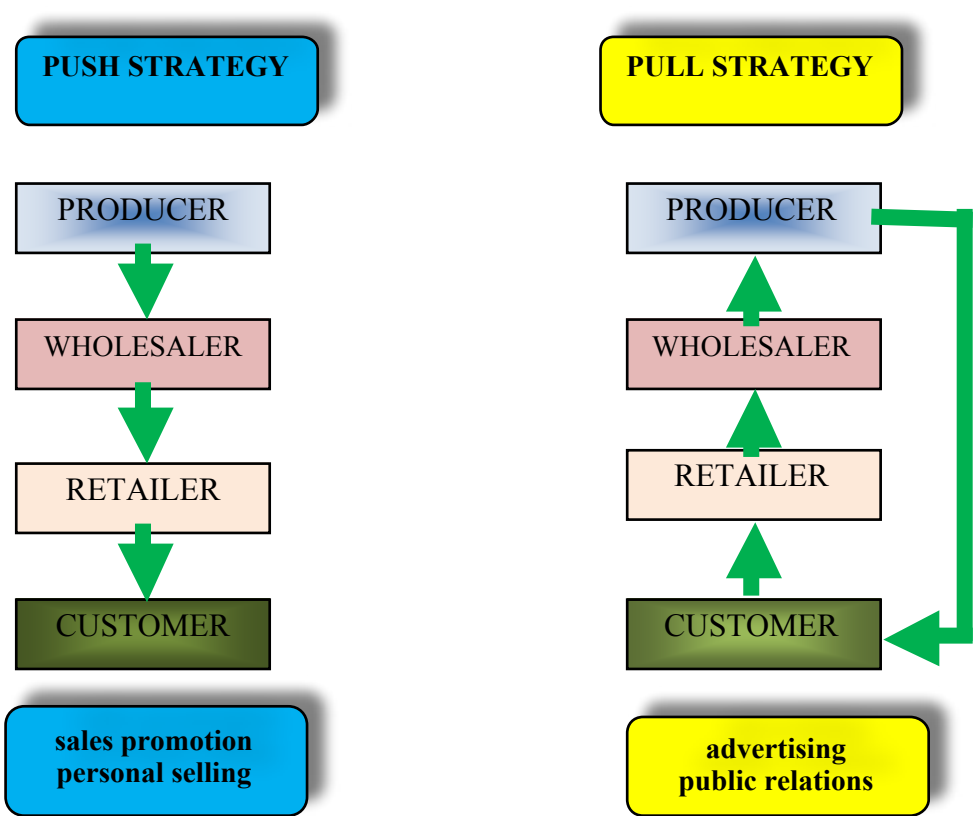 PUSH STRATEGY
PRODUCER
WHOLESALER
RETAILER
CUSTOMER
sales promotion
personal selling
PULL STRATEGY
PRODUCER
WHOLESALER
RETAILER
CUSTOMER
advertising
public relations